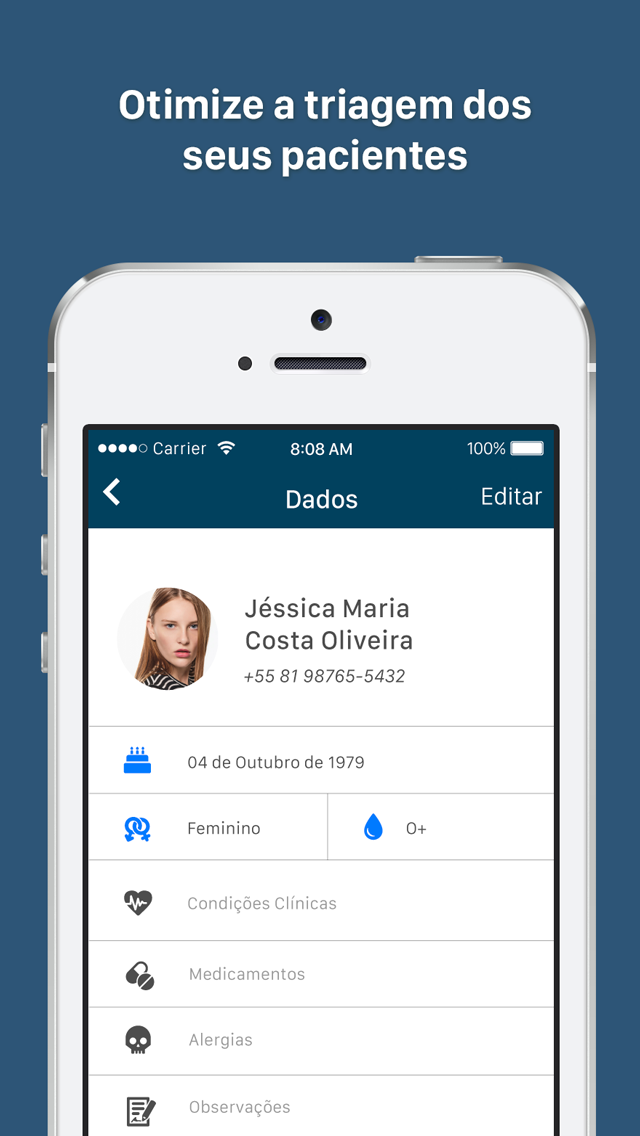 Otimize a triagem dos
seus pacientes
Carrier 8:08 AM 100%
Dados Editar
Jéssica Maria
Costa Oliveira
+55 81 98765-5432
04 de Outubro de 1979
Feminino O+
Condições Clínicas
Medicamentos
Alergias
Observações